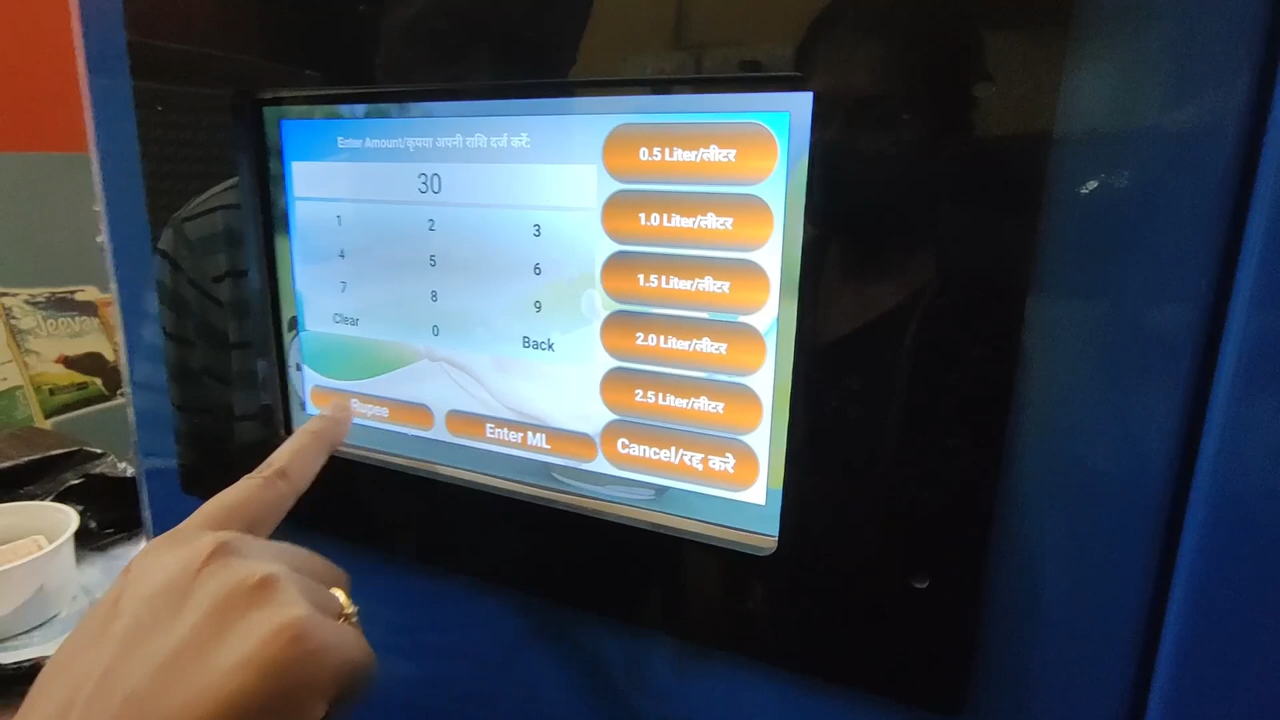 Enter Amount/कृपया अपनी राशि दर्ज करें:
30
1 2 3
4 5 6
7 8 9
Clear 0 Back
Rupee
Enter ML
0.5 Liter/लीटर
1.0 Liter/लीटर
1.5 Liter/लीटर
2.0 Liter/लीटर
2.5 Liter/लीटर
Cancel/रद्द करे
Jeevan